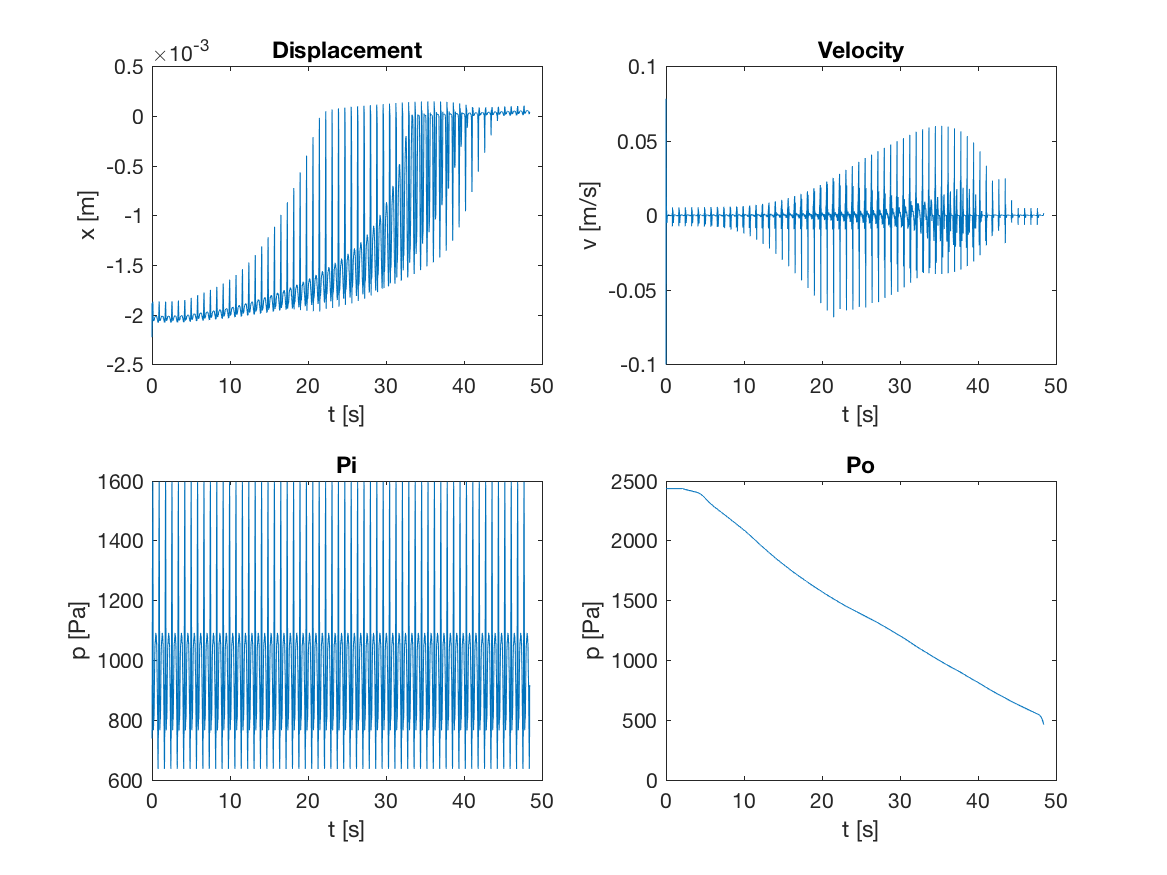 ×10-3
Displacement
0.5
0
-0.5
-1
-1.5
-2
-2.5
x [m]
0 10 20 30 40 50
t [s]
Velocity
0.1
0.05
0
-0.05
-0.1
v [m/s]
0 10 20 30 40 50
t [s]
Pi
1600
1400
1200
1000
800
600
p [Pa]
0 10 20 30 40 50
t [s]
Po
2500
2000
1500
1000
500
0
p [Pa]
0 10 20 30 40 50
t [s]